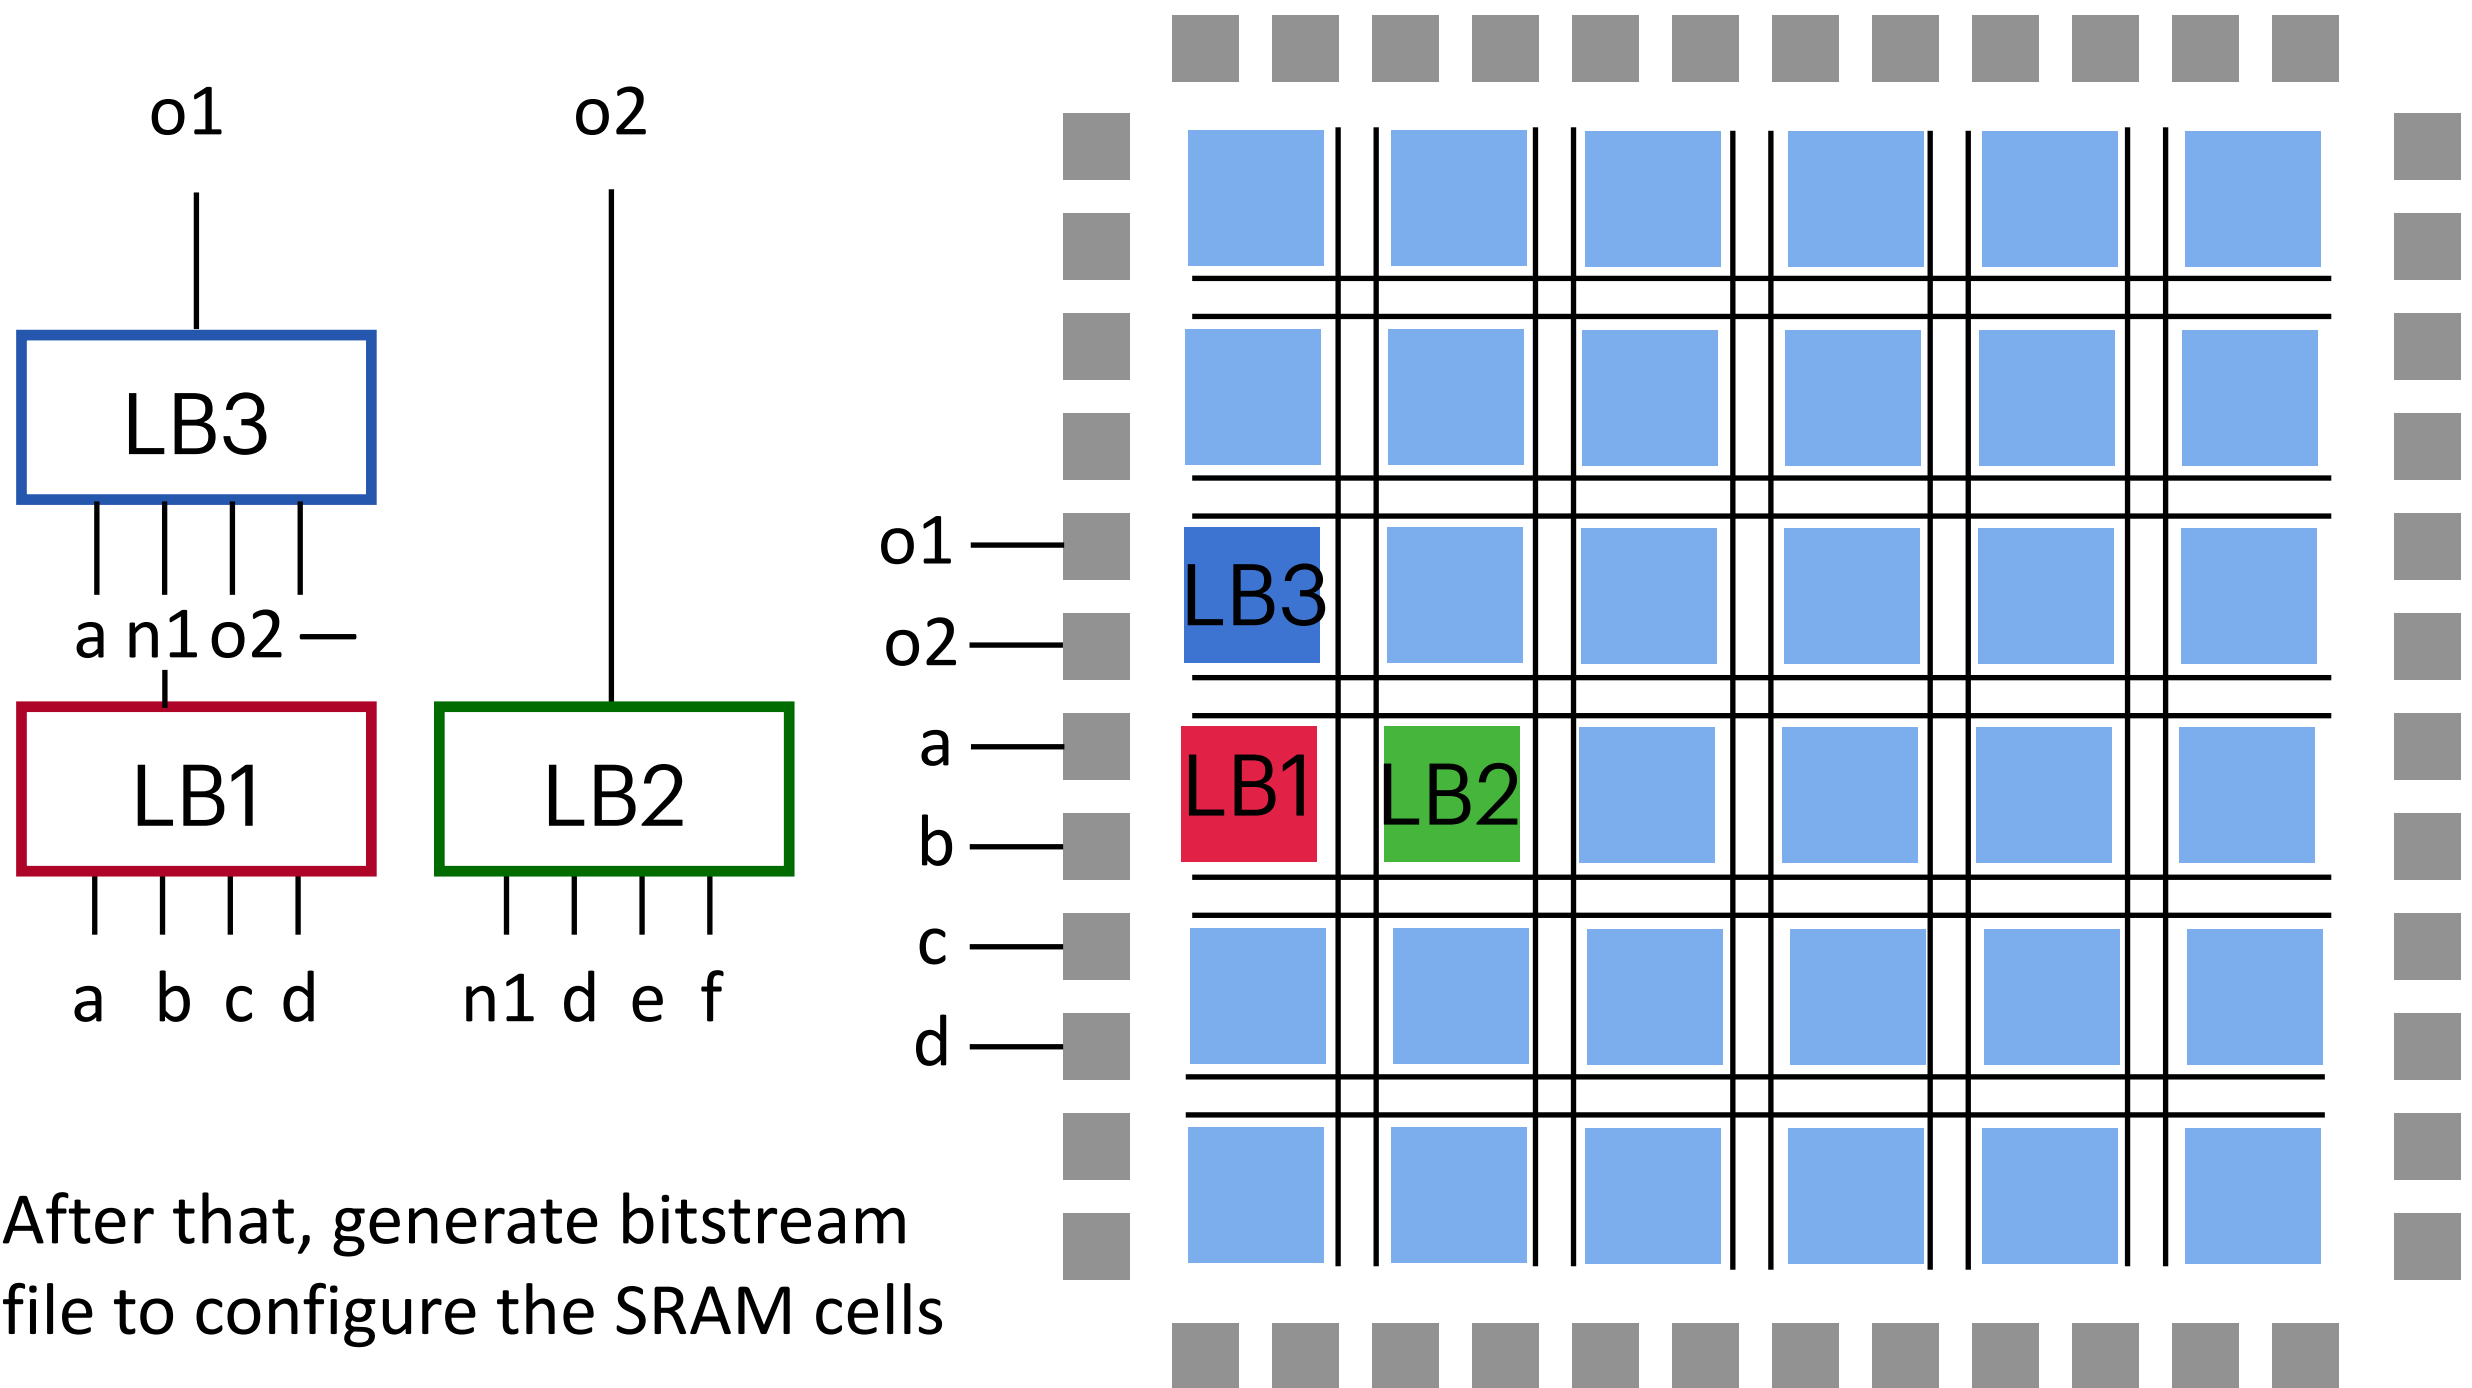 o1
o2
LB3
a n1 o2 —
LB1
LB2
a b c d
n1 d e f
After that, generate bitstream
file to configure the SRAM cells
o1
o2
a
b
c
d
LB3
LB1
LB2